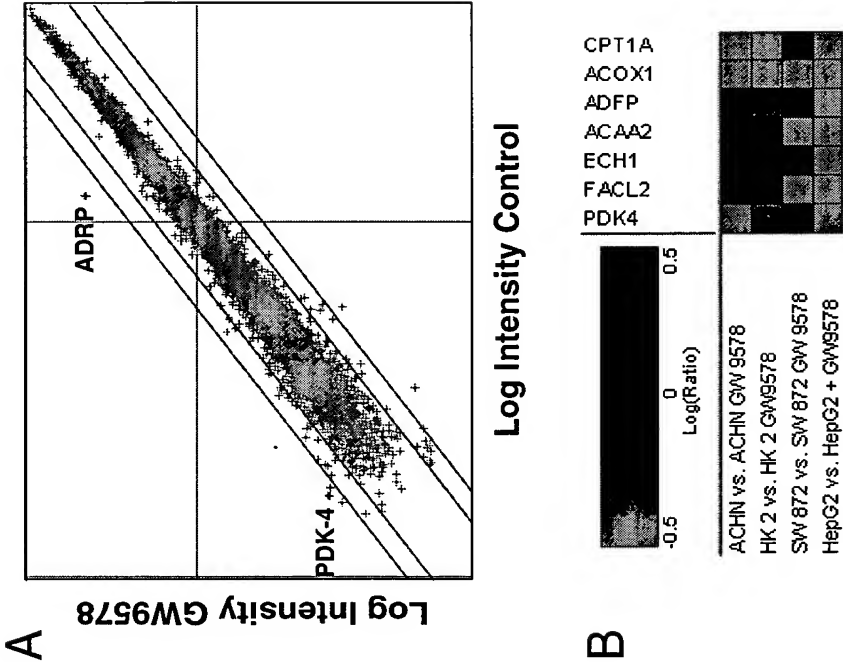 A
Log Intensity GW9578
ADRP
PDK-4
Log Intensity Control
B
-0.5 0 0.5
Log(Ratio)
CPT1A
ACOX1
ADFP
ACAA2
ECH1
FACL2
PDK4
ACHN vs. ACHN GW 9578
HK 2 vs. HK 2 GW9578
SW 872 vs. SW 872 GW 9578
HepG2 vs. HepG2 + GW9578